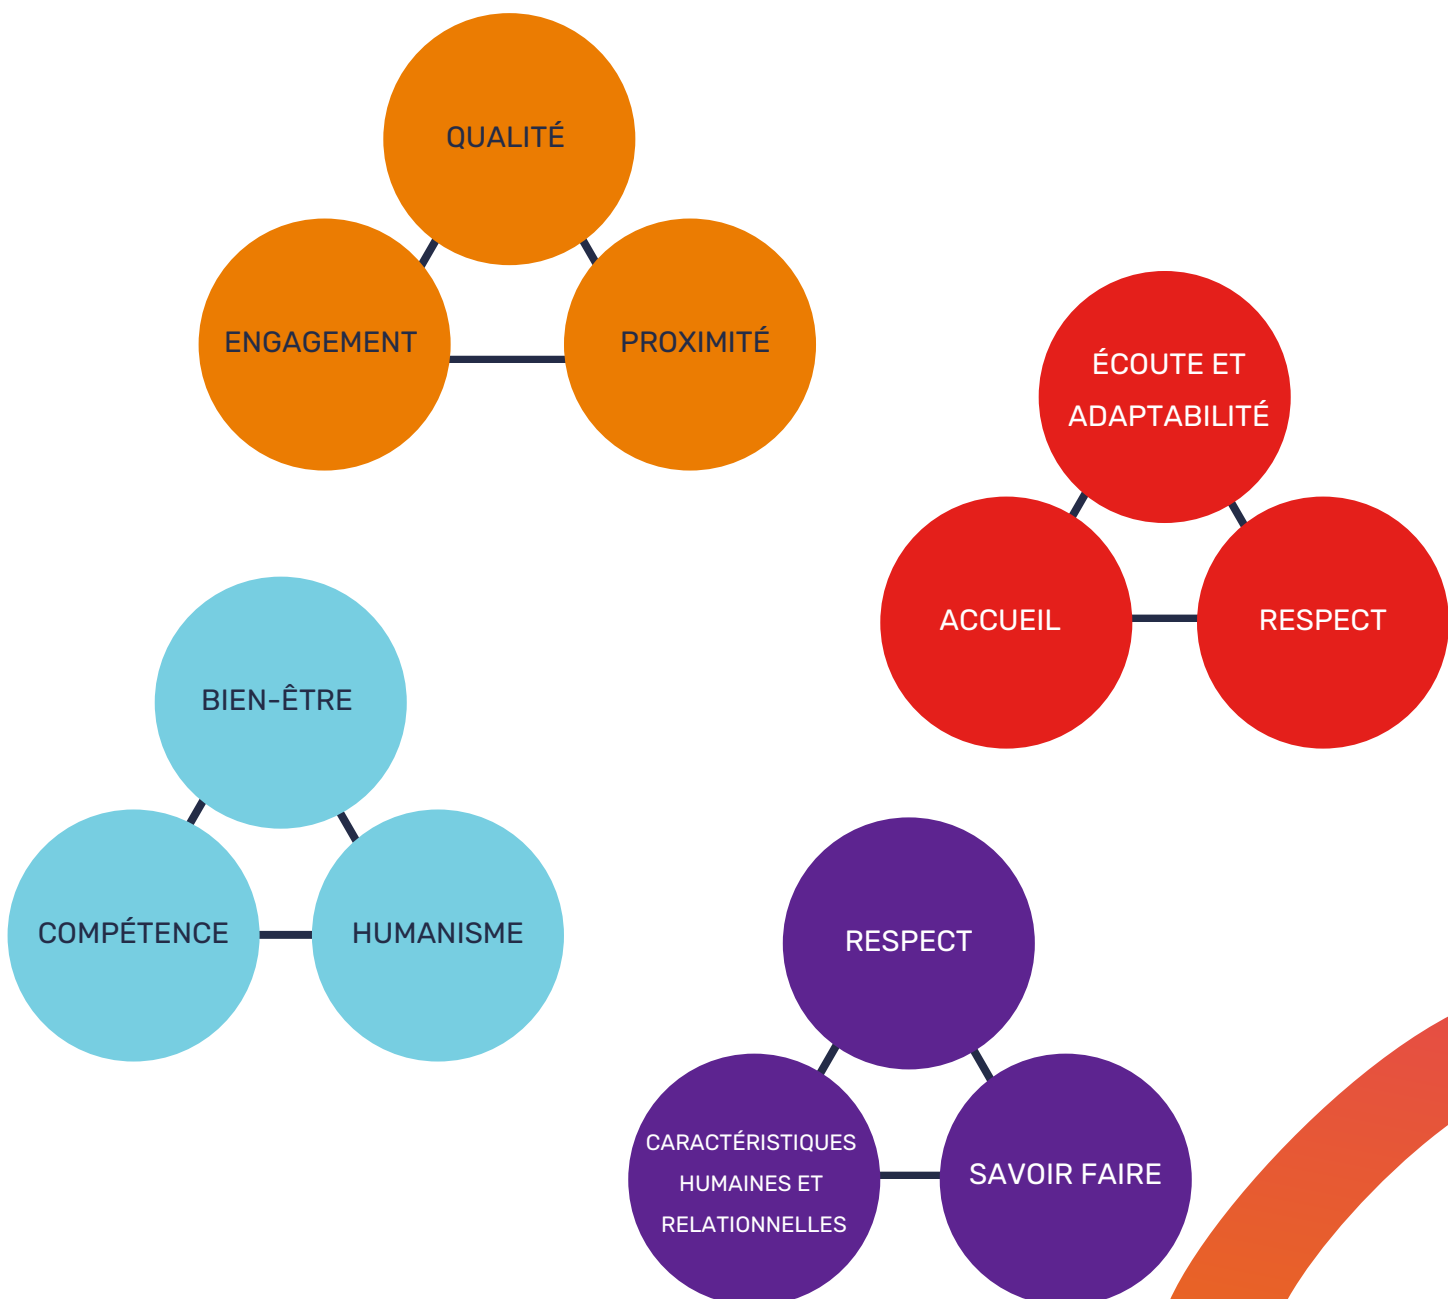 QUALITÉ
ENGAGEMENT
PROXIMITÉ
ÉCOUTE ET
ADAPTABILITÉ
ACCUEIL
RESPECT
BIEN-ÊTRE
COMPÉTENCE
HUMANISME
RESPECT
CARACTÉRISTIQUES
HUMAINES ET
RELATIONNELLES
SAVOIR FAIRE